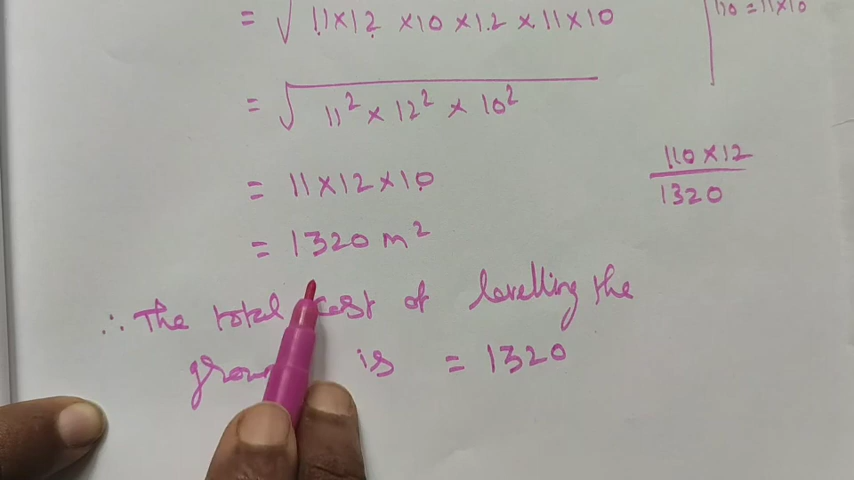 = √11×12 ×10 ×12 ×11×10
110 = 11×10
= √11² × 12² × 10²
= 11×12×10
110×12
1320
= 1320 m²
∴ The total cost of levelling the
is = 1320